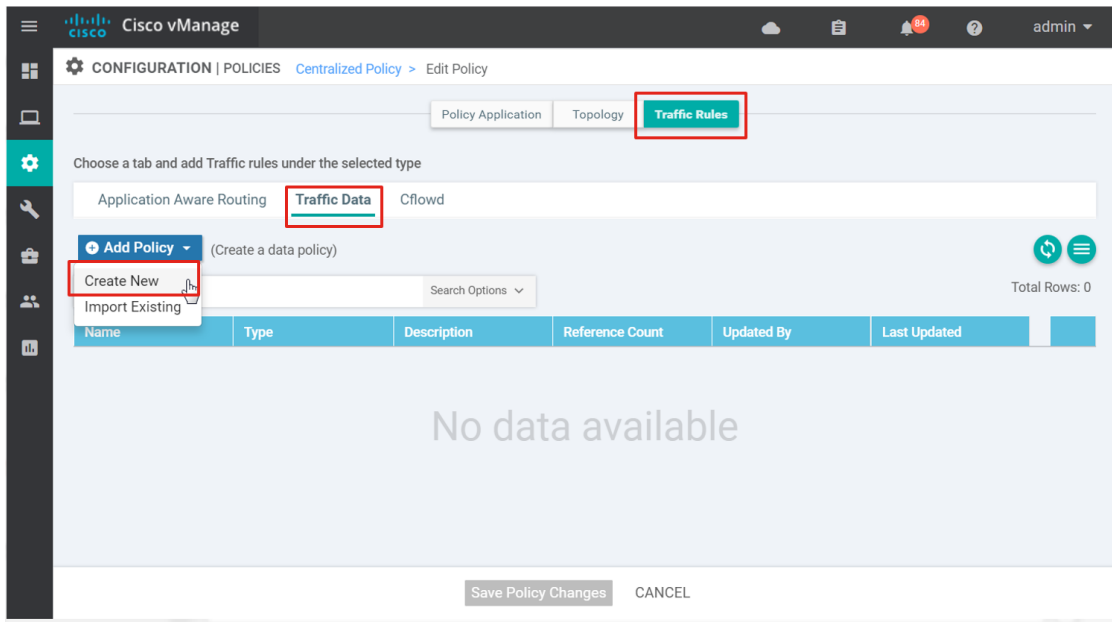 cisco Cisco vManage 84 admin
CONFIGURATION | POLICIES Centralized Policy > Edit Policy
Policy Application Topology Traffic Rules
Choose a tab and add Traffic rules under the selected type
Application Aware Routing Traffic Data Cflowd
Add Policy (Create a data policy)
Create New Search Options Total Rows: 0
Import Existing
Name Type Description Reference Count Updated By Last Updated
No data available
Save Policy Changes CANCEL